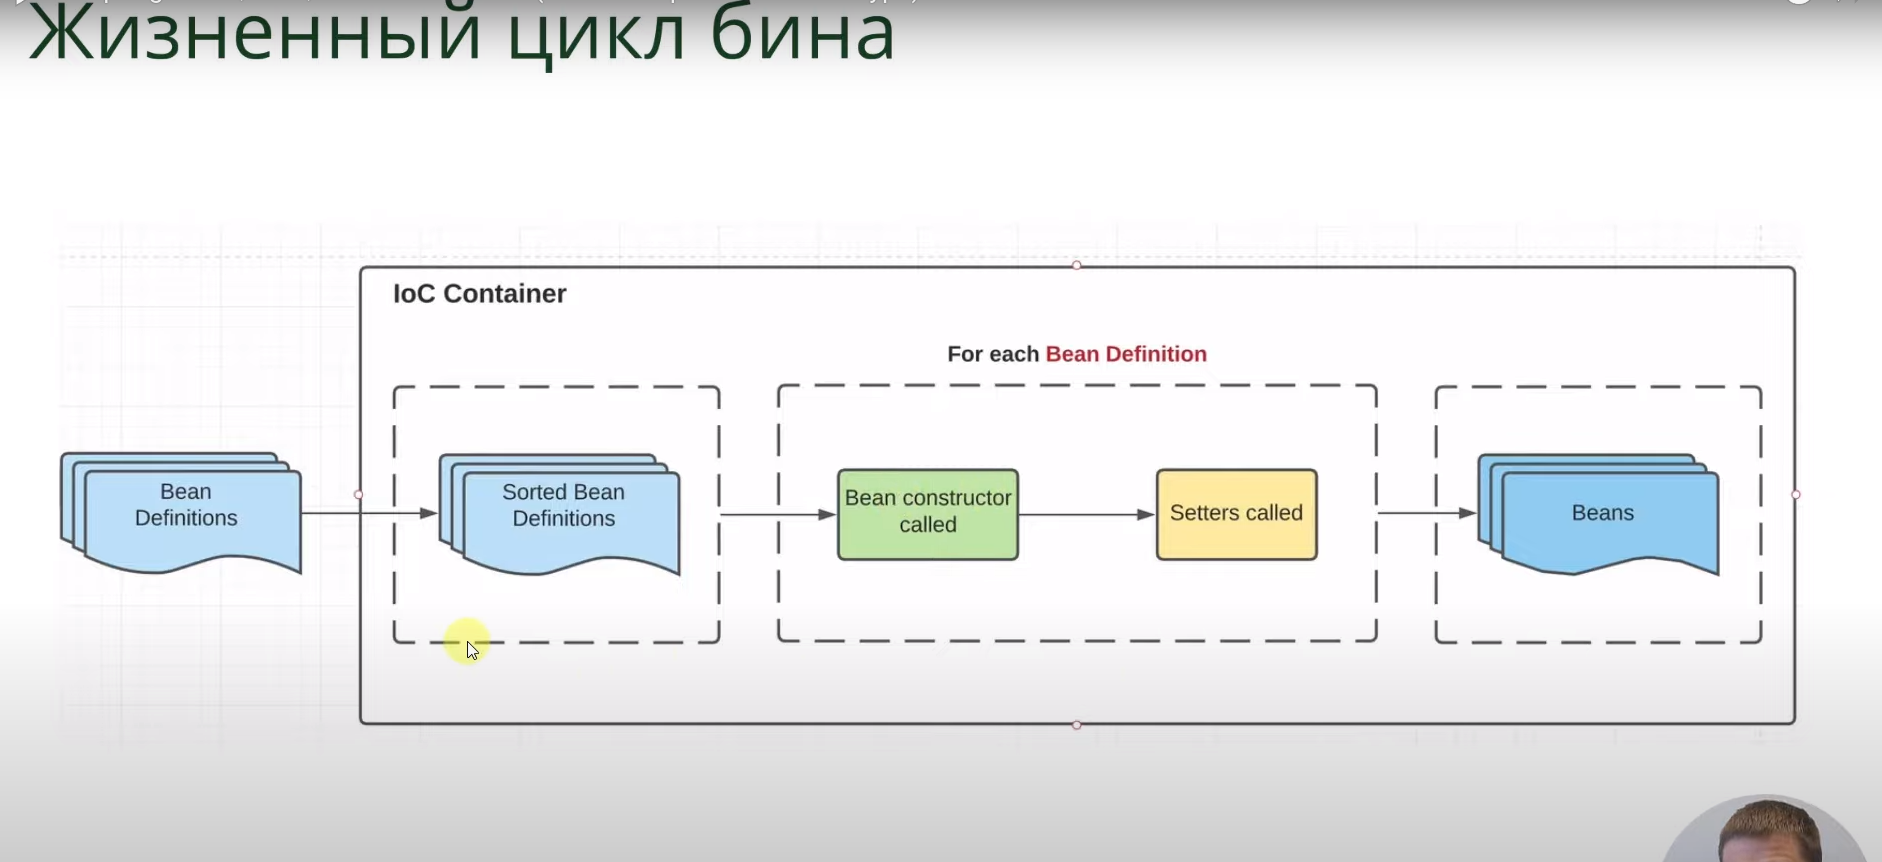 Жизненный цикл бина
IoC Container
For each Bean Definition
Bean
Definitions
Sorted Bean
Definitions
Bean constructor
called
Setters called
Beans